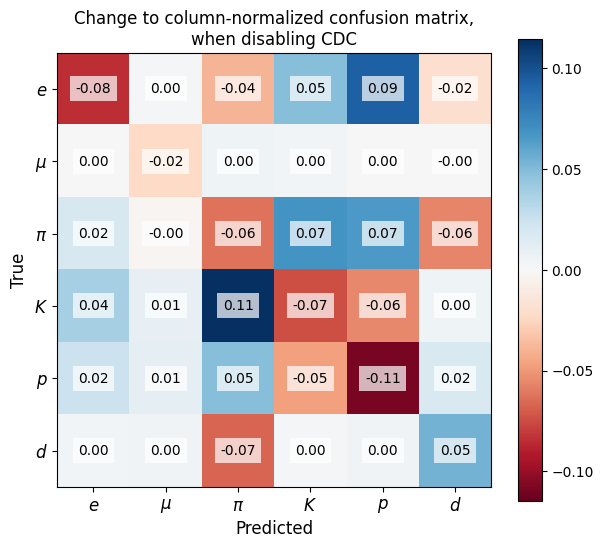 Change to column-normalized confusion matrix,
when disabling CDC
e -0.08 0.00 -0.04 0.05 0.09 -0.02
μ 0.00 -0.02 0.00 0.00 0.00 -0.00
π 0.02 -0.00 -0.06 0.07 0.07 -0.06
K 0.04 0.01 0.11 -0.07 -0.06 0.00
p 0.02 0.01 0.05 -0.05 -0.11 0.02
d 0.00 0.00 -0.07 0.00 0.00 0.05
e μ π K p d
Predicted
True
0.10
0.05
0.00
−0.05
−0.10